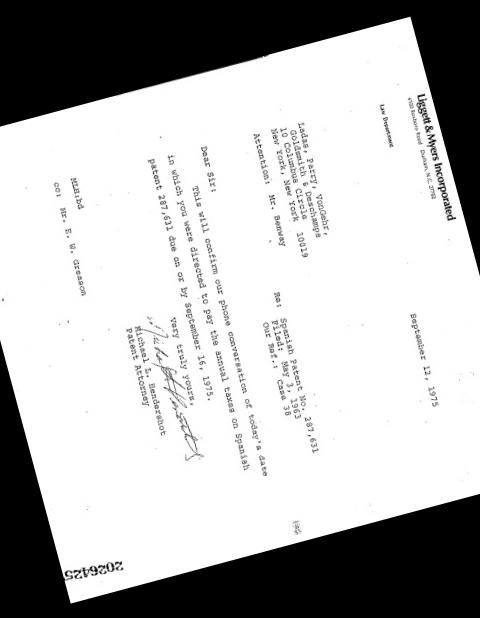 Liggett & Myers Incorporated
4100 Roxboro Road Durham, N.C. 27702
Law Department
September 12, 1975
Ladas, Parry, VonGehr,
Goldsmith & Deschamps
10 Columbus Circle
New York, New York 10019
Attention: Mr. Benway
Re: Spanish Patent No. 287,631
Filed: May 3, 1963
Our Ref.: Case 38
Dear Sir:
This will confirm our phone conversation of today's date
in which you were directed to pay the annual taxes on Spanish
patent 287,631 due on or by September 16, 1975.
Very truly yours,
Michael L. Hendershot
Patent Attorney
MLH:bd
cc: Mr. E. W. Greason
2026425